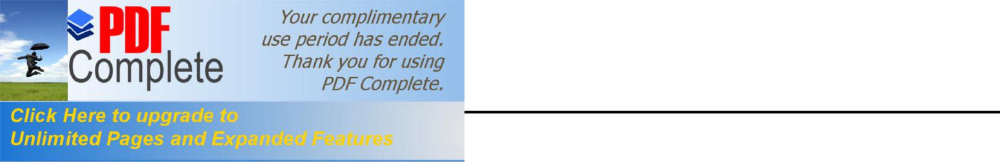 PDF
Complete
Your complimentary
use period has ended.
Thank you for using
PDF Complete.
Click Here to upgrade to
Unlimited Pages and Expanded Features